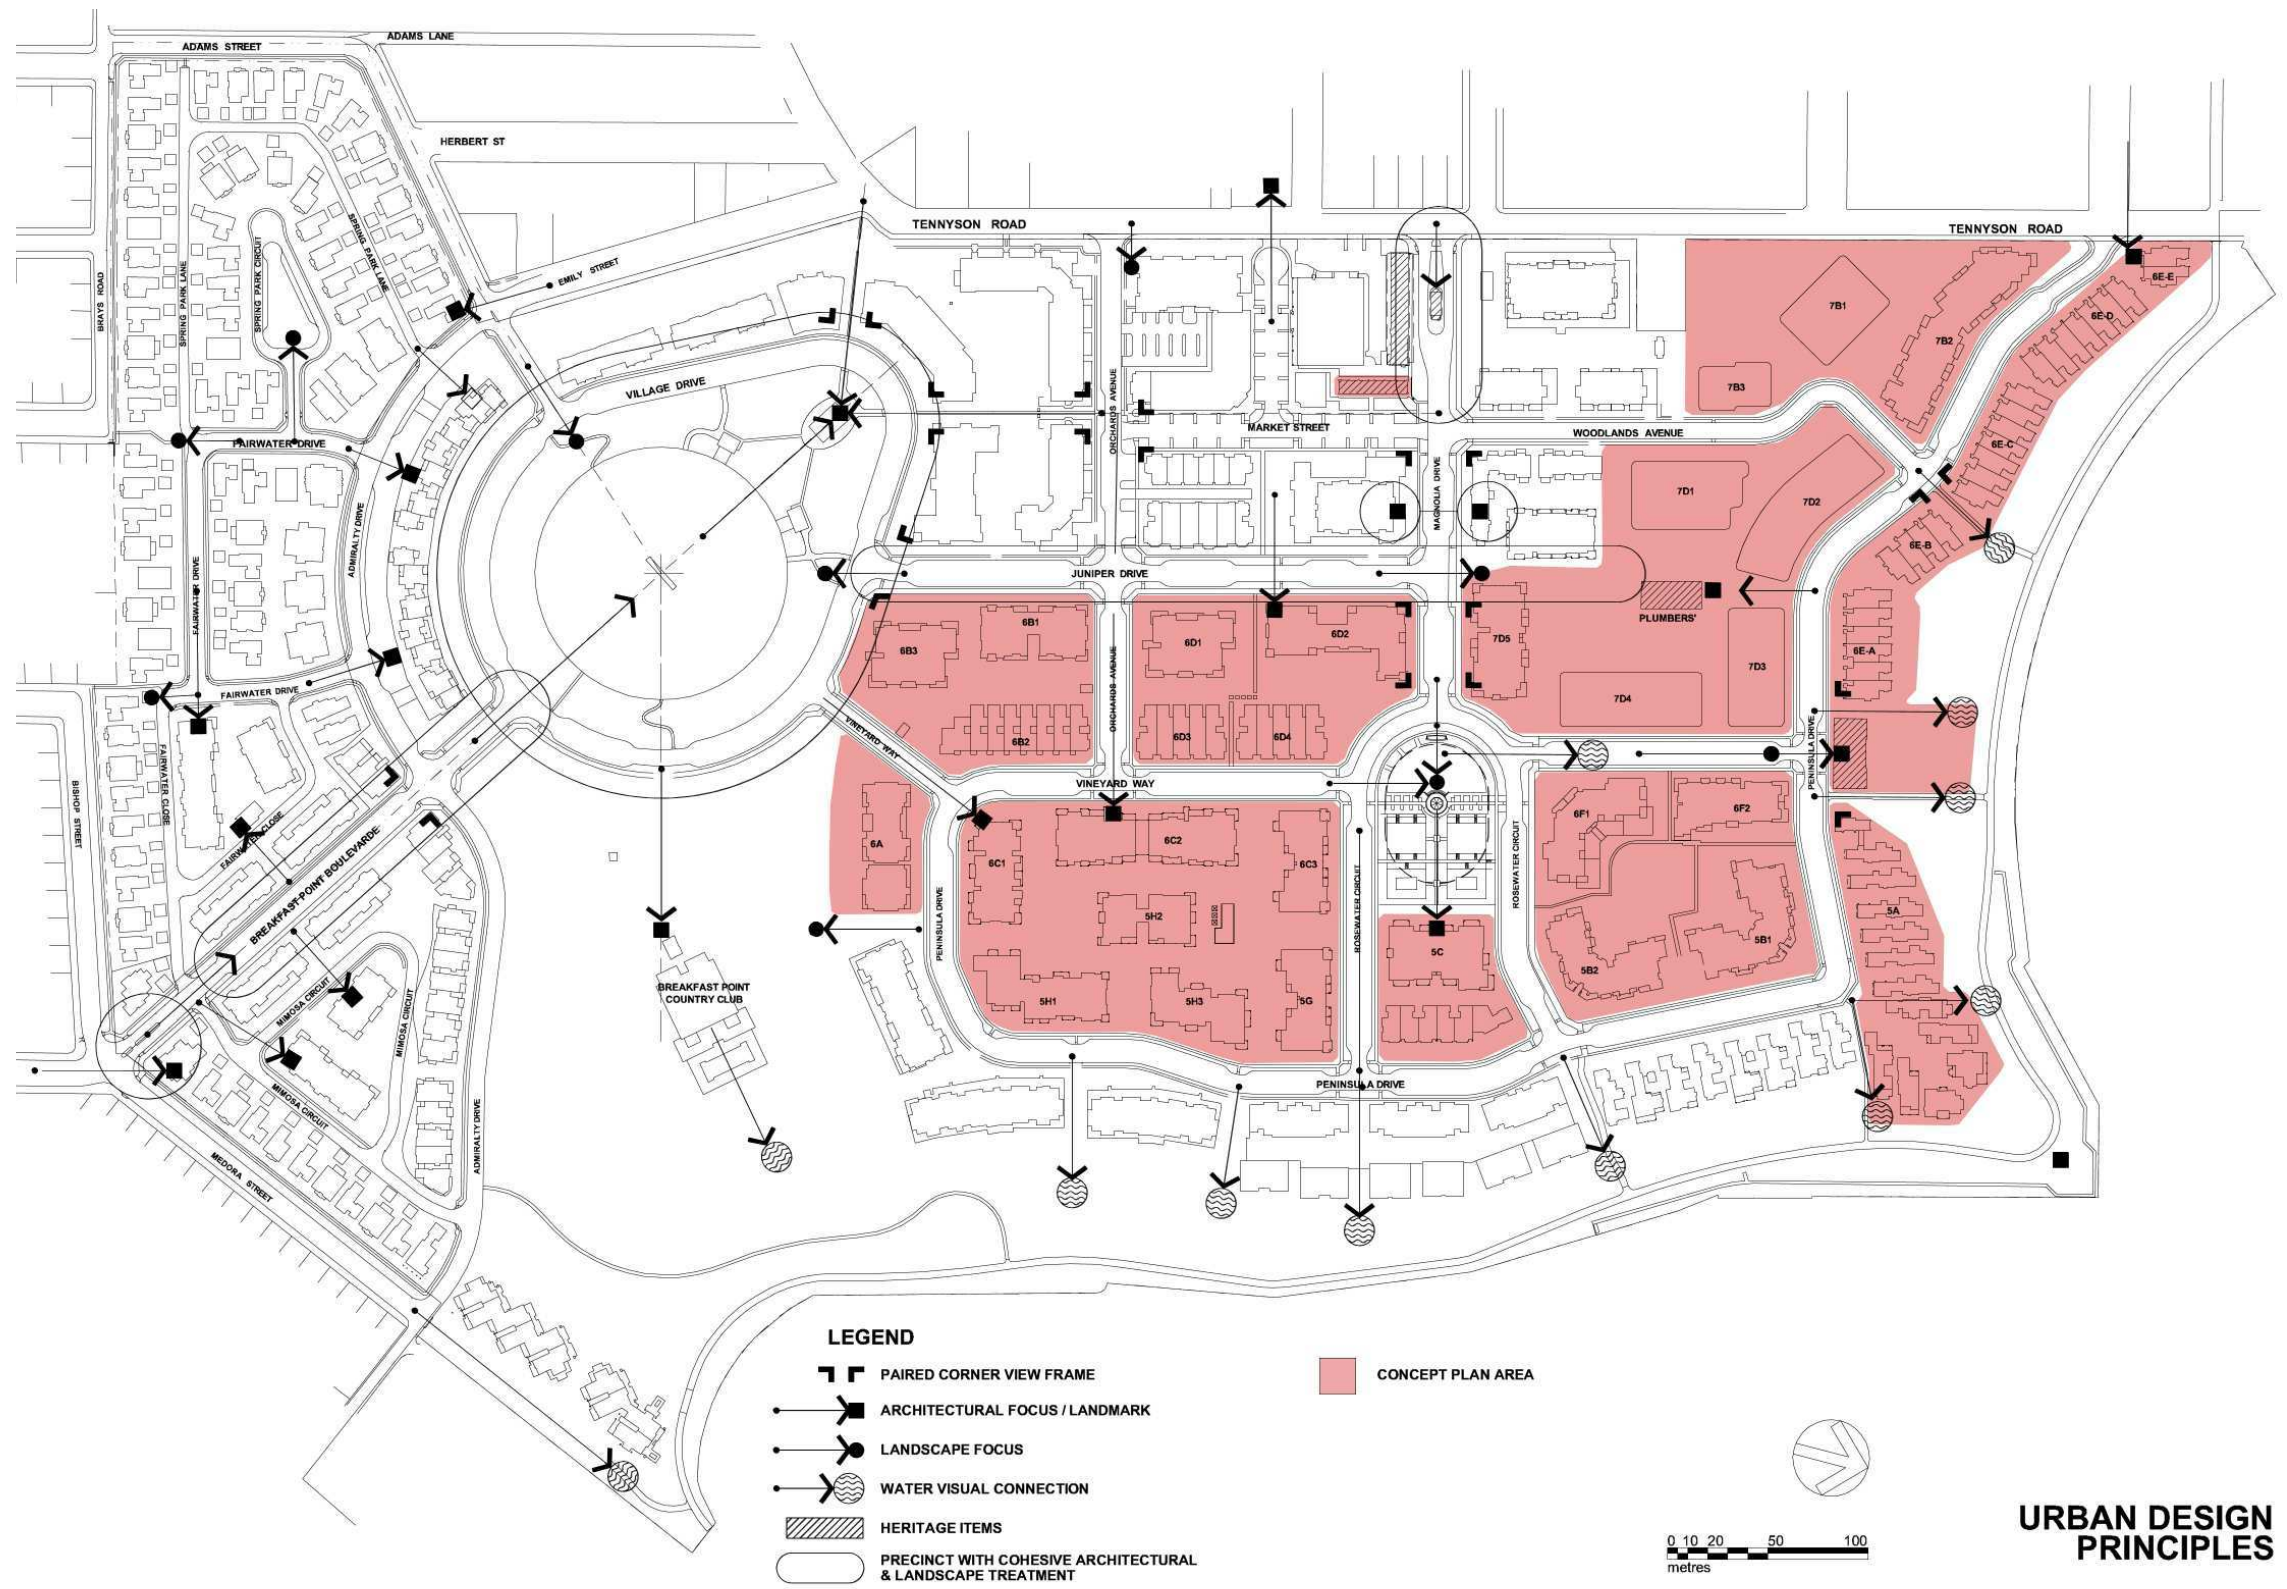 ADAMS LANE
ADAMS STREET
HERBERT ST
TENNYSON ROAD
TENNYSON ROAD
SPRING PARK LANE
SPRING PARK CIRCUIT
SPRING PARK LANE
BRAYS ROAD
EMILY STREET
6E-E
7B1
6E-D
7B2
7B3
VILLAGE DRIVE
ORCHARDS AVENUE
MARKET STREET
WOODLANDS AVENUE
FAIRWATER DRIVE
6E-C
MAGNOLIA DRIVE
7D1
7D2
ADMIRALTY DRIVE
6E-B
FAIRWATER DRIVE
JUNIPER DRIVE
PLUMBERS'
6B1
6B3
6D1
6D2
7D5
6E-A
ORCHARDS AVENUE
7D3
7D4
FAIRWATER DRIVE
VINEYARD WAY
6B2
6D3
6D4
PENINSULA DRIVE
FAIRWATER CLOSE
BISHOP STREET
VINEYARD WAY
6F1
6F2
FAIRWATER CLOSE
6A
6C1
6C2
6C3
ROSEWATER CIRCUIT
ROSEWATER CIRCUIT
BREAKFAST POINT BOULEVARDE
PENINSULA DRIVE
5H2
5A
5C
5B1
5B2
BREAKFAST POINT
COUNTRY CLUB
MIMOSA CIRCUIT
MIMOSA CIRCUIT
5H1
5H3
5G
MIMOSA CIRCUIT
PENINSULA DRIVE
ADMIRALTY DRIVE
MEDORA STREET
LEGEND
PAIRED CORNER VIEW FRAME
CONCEPT PLAN AREA
ARCHITECTURAL FOCUS / LANDMARK
LANDSCAPE FOCUS
WATER VISUAL CONNECTION
HERITAGE ITEMS
PRECINCT WITH COHESIVE ARCHITECTURAL
& LANDSCAPE TREATMENT
0 10 20 50 100
metres
URBAN DESIGN
PRINCIPLES